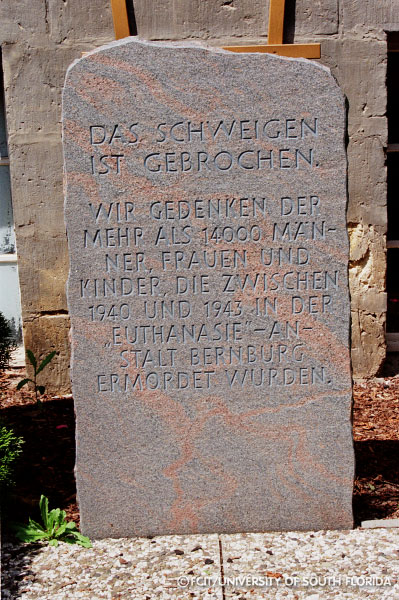 DAS SCHWEIGEN
IST GEBROCHEN.
WIR GEDENKEN DER
MEHR ALS 14000 MÄN-
NER, FRAUEN UND
KINDER, DIE ZWISCHEN
1940 UND 1943 IN DER
"EUTHANASIE"-AN-
STALT BERNBURG
ERMORDET WURDEN.
©FCIT/UNIVERSITY OF SOUTH FLORIDA